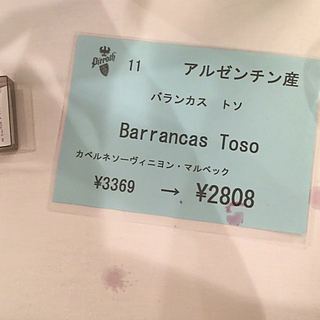 Pieroth
11 アルゼンチン産
バランカス トソ
Barrancas Toso
カベルネソーヴィニヨン・マルベック
¥3369 → ¥2808